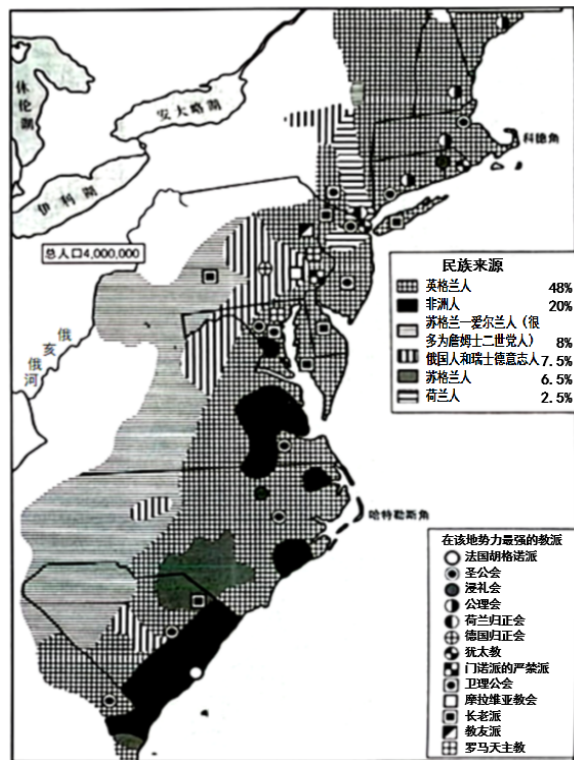 休伦湖
安大略湖
伊利湖
科德角
总人口4,000,000
俄亥俄河
哈特勒斯角
民族来源
英格兰人 48%
非洲人 20%
苏格兰—爱尔兰人（很
多为詹姆士二世党人） 8%
俄国人和瑞士德意志人 7.5%
苏格兰人 6.5%
荷兰人 2.5%
在该地势力最强的教派
法国胡格诺派
圣公会
浸礼会
公理会
荷兰归正会
德国归正会
犹太教
门诺派的严禁派
卫理公会
摩拉维亚教会
长老派
教友派
罗马天主教